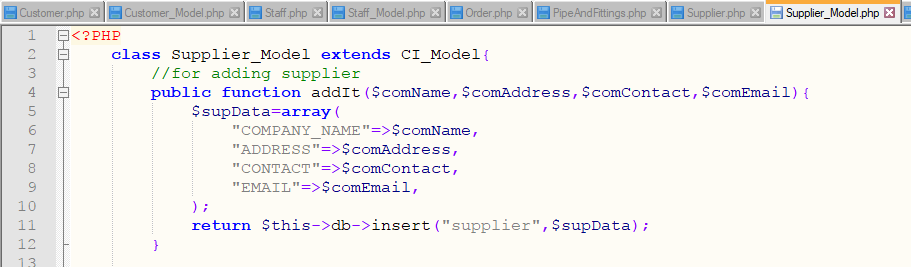 Customer.php Customer_Model.php Staff.php Staff_Model.php Order.php PipeAndFittings.php Supplier.php Supplier_Model.php
1 <?PHP
2 class Supplier_Model extends CI_Model{
3 //for adding supplier
4 public function addIt($comName,$comAddress,$comContact,$comEmail){
5 $supData=array(
6 "COMPANY_NAME"=>$comName,
7 "ADDRESS"=>$comAddress,
8 "CONTACT"=>$comContact,
9 "EMAIL"=>$comEmail,
10 );
11 return $this->db->insert("supplier",$supData);
12 }
13